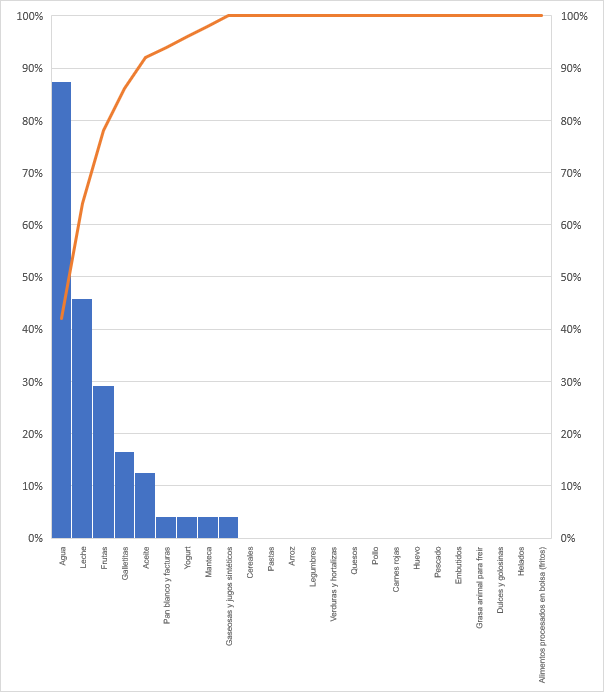 100%
90%
80%
70%
60%
50%
40%
30%
20%
10%
0%
100%
90%
80%
70%
60%
50%
40%
30%
20%
10%
0%
Agua
Leche
Frutas
Galletitas
Aceite
Pan blanco y facturas
Yogurt
Manteca
Gaseosas y jugos sintéticos
Cereales
Pastas
Arroz
Legumbres
Verduras y hortalizas
Quesos
Pollo
Carnes rojas
Huevo
Pescado
Embutidos
Grasa animal para freir
Dulces y golosinas
Helados
Alimentos procesados en bolsa (fritos)